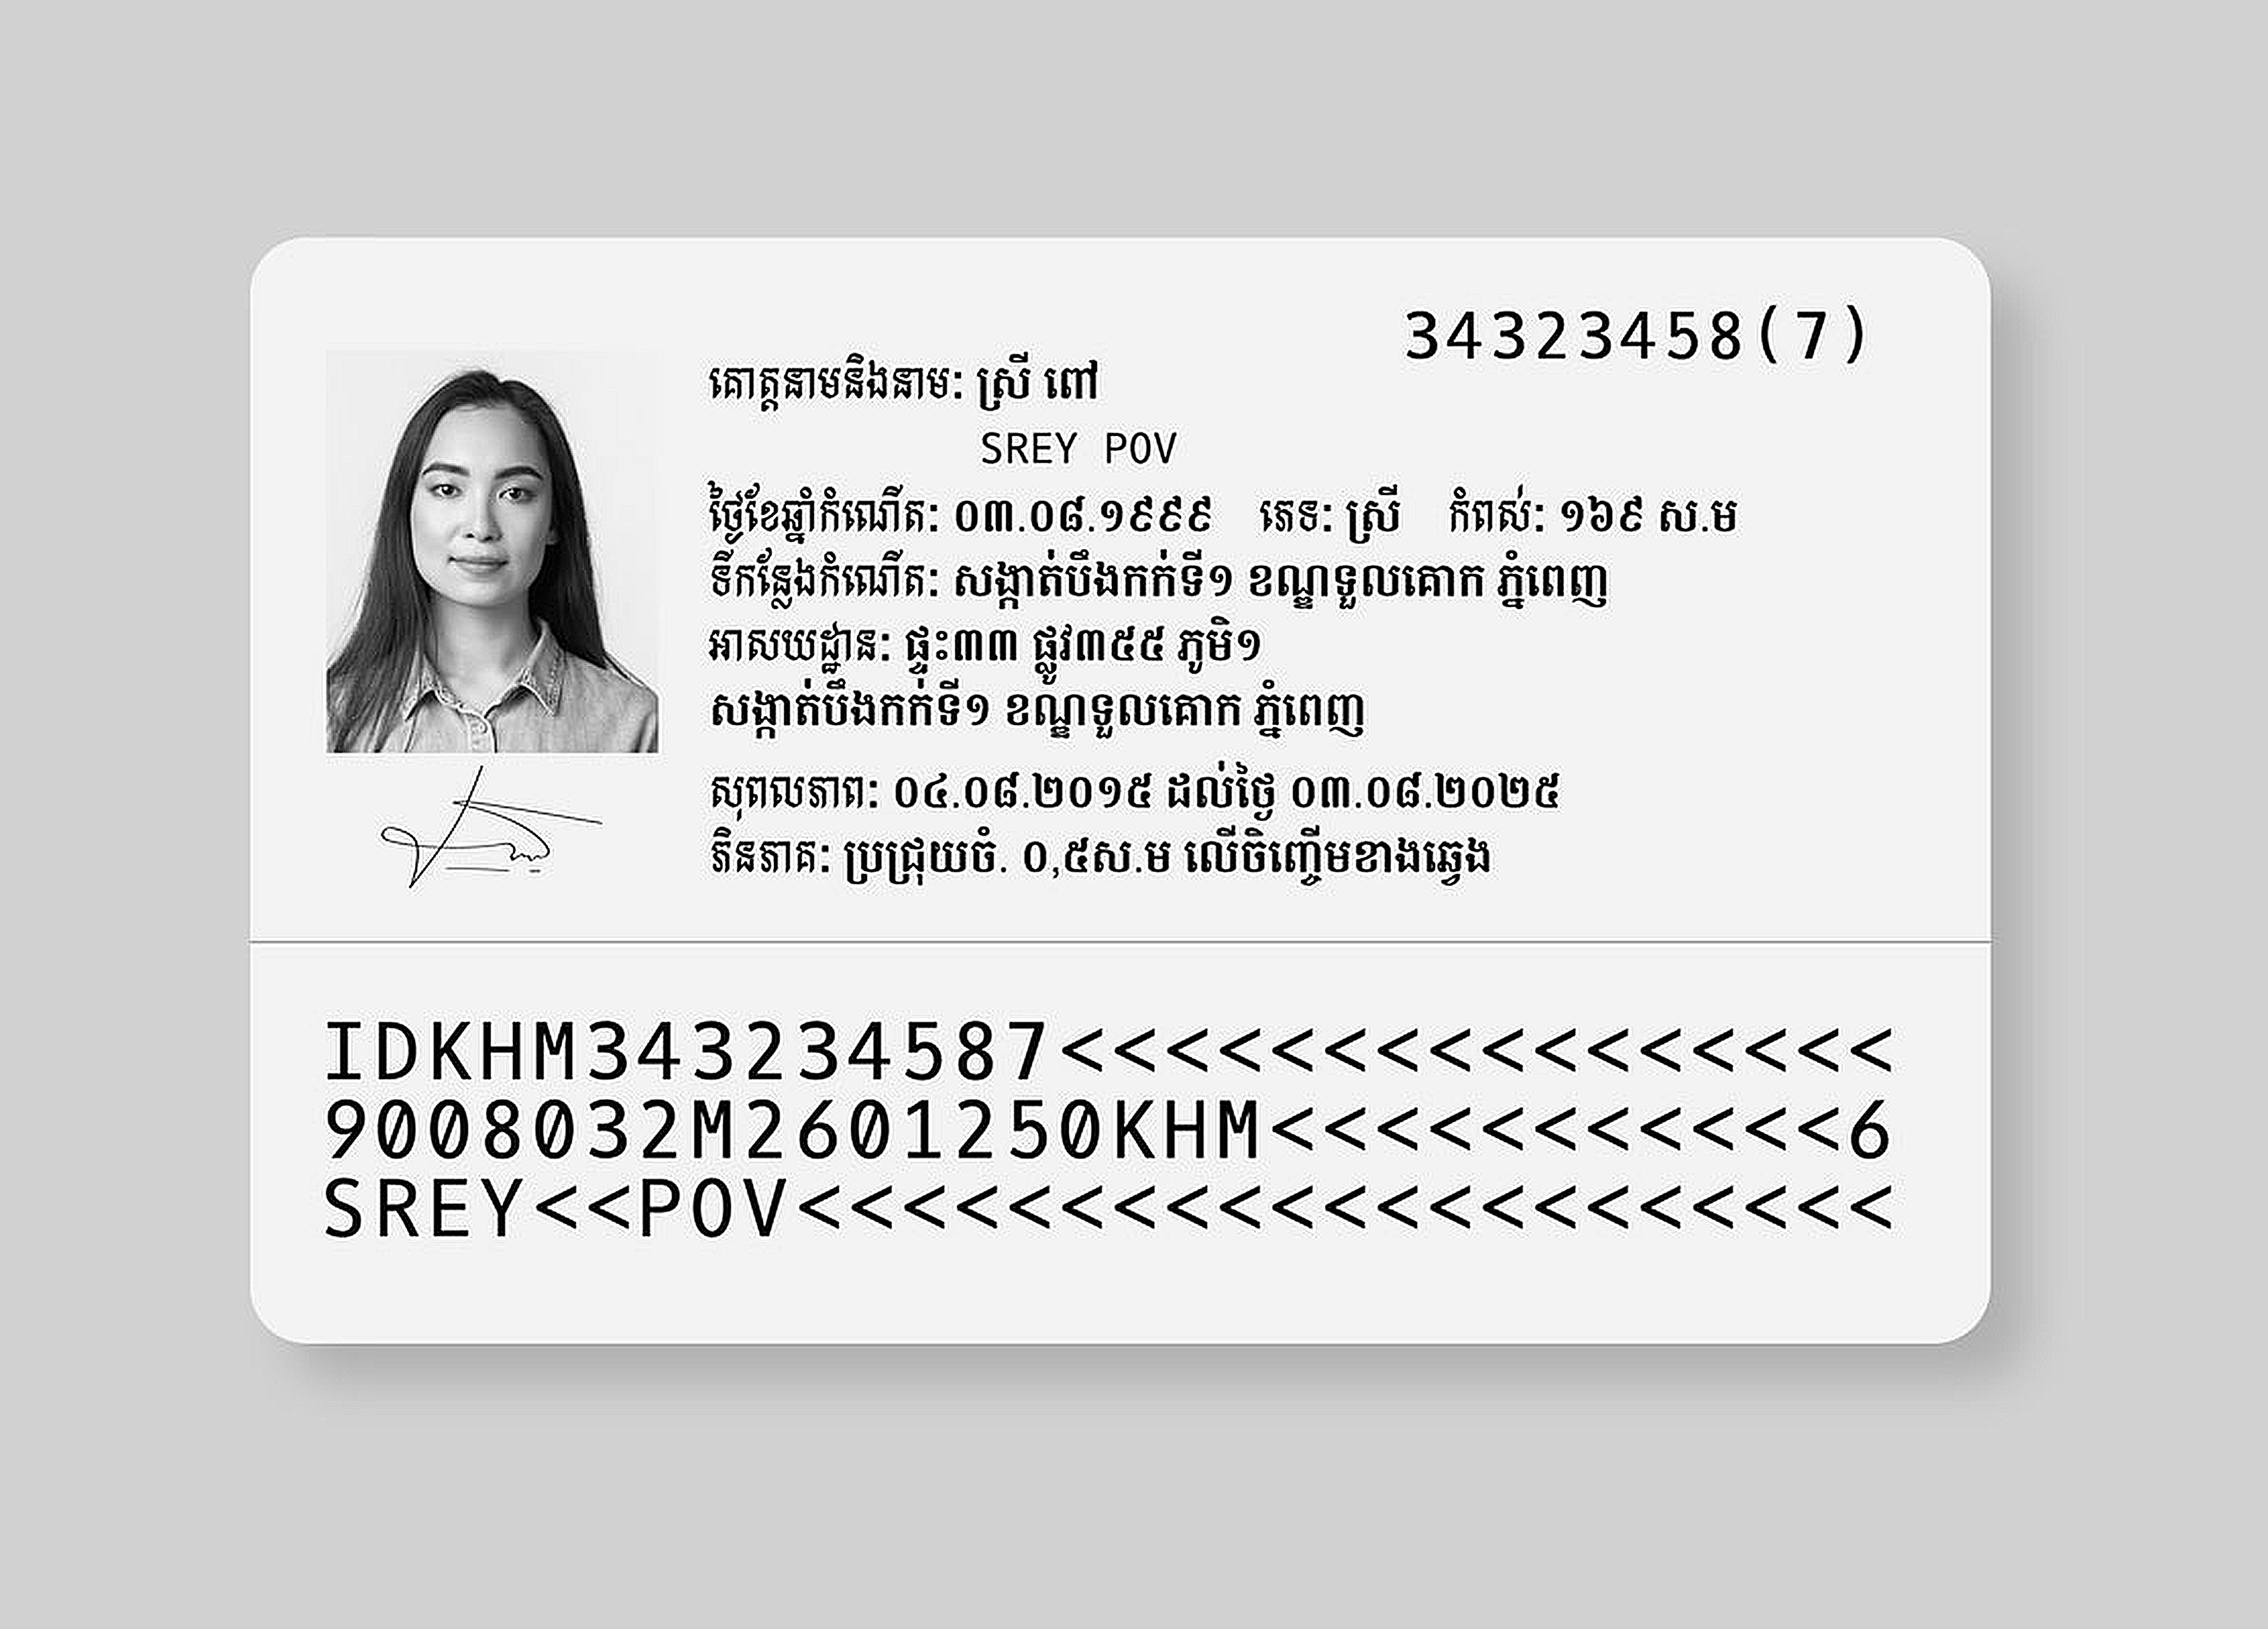 34323458(7)
គោត្តនាមនិងនាម: ស្រី ពៅ
SREY POV
ថ្ងៃខែឆ្នាំកំណើត: ០៣.០៨.១៩៩៩ ភេទ: ស្រី កំពស់: ១៦៩ ស.ម
ទីកន្លែងកំណើត: សង្កាត់បឹងកក់ទី១ ខណ្ឌទួលគោក ភ្នំពេញ
អាសយដ្ឋាន: ផ្ទះ៣៣ ផ្លូវ៣៥៥ ភូមិ១
សង្កាត់បឹងកក់ទី១ ខណ្ឌទួលគោក ភ្នំពេញ
សុពលភាព: ០៤.០៨.២០១៥ ដល់ថ្ងៃ ០៣.០៨.២០២៥
ភិនភាគ: ប្រជ្រុយចំ. ០,៥ស.ម លើចិញ្ចើមខាងឆ្វេង
IDKHM343234587<<<<<<<<<<<<<<<<
9008032M2601250KHM<<<<<<<<<<<6
SREY<<POV<<<<<<<<<<<<<<<<<<<<<